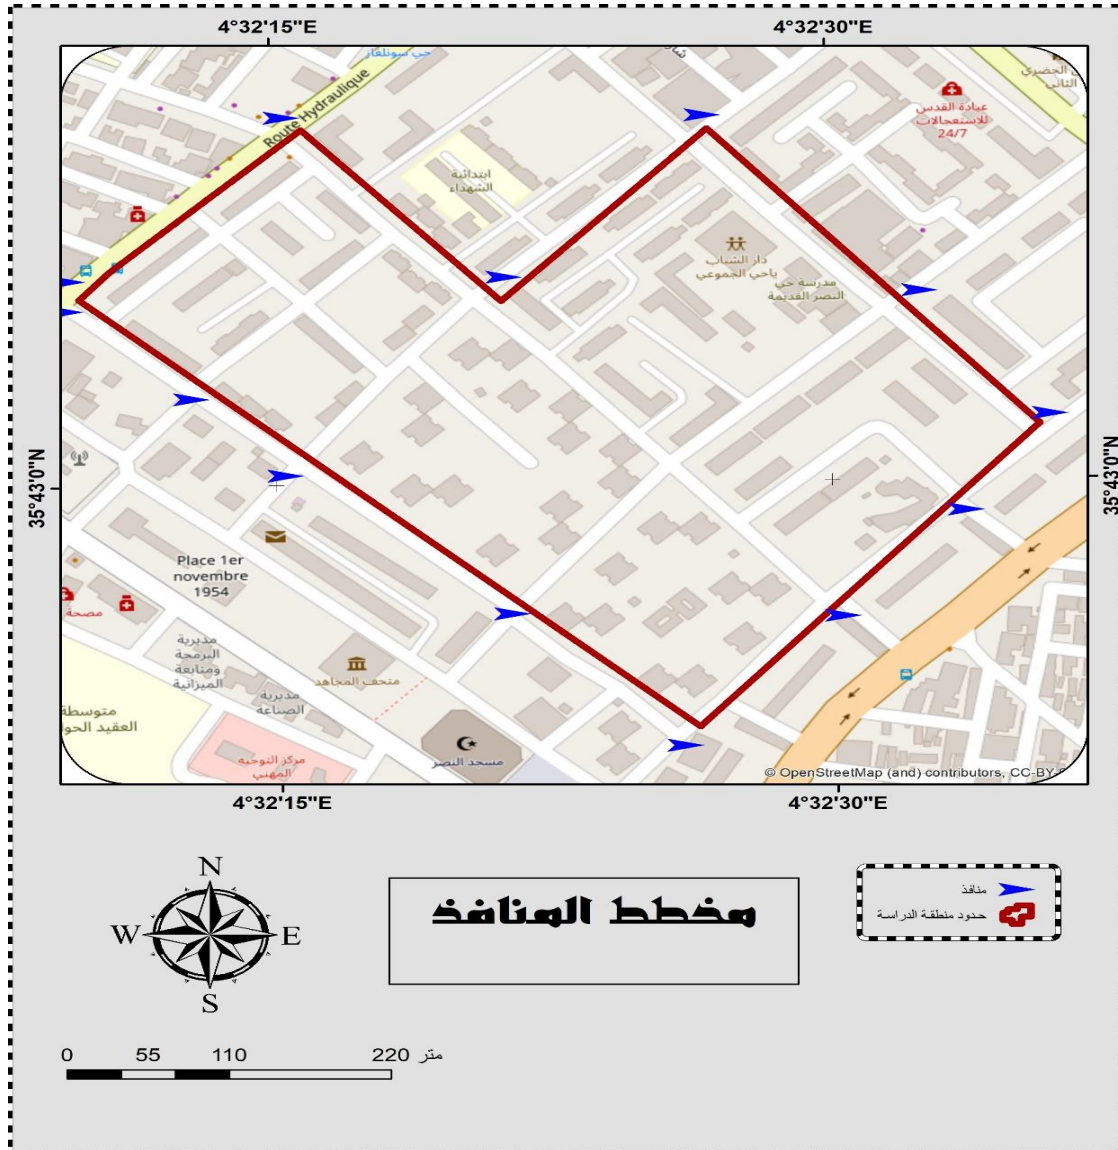 4°32'15"E
4°32'30"E
حي سونلغاز
Route Hydraulique
ابتدائية
الشهداء
الحضري
الثاني
عيادة القدس
للاستعجالات
24/7
دار الشباب
ياحي الجموعي
مدرسة حي
النصر القديمة
35°43'0"N
35°43'0"N
Place 1er
novembre
1954
مصحة
مديرية
البرمجة
ومتابعة
الميزانية
متحف المجاهد
مديرية
الصناعة
متوسطة
العقيد الحوا
مركز التوجيه
المهني
مسجد النصر
© OpenStreetMap (and) contributors, CC-BY-
4°32'15"E
4°32'30"E
N
W
E
S
مخطط المنافذ
منافذ
حدود منطقة الدراسة
0 55 110 220 متر